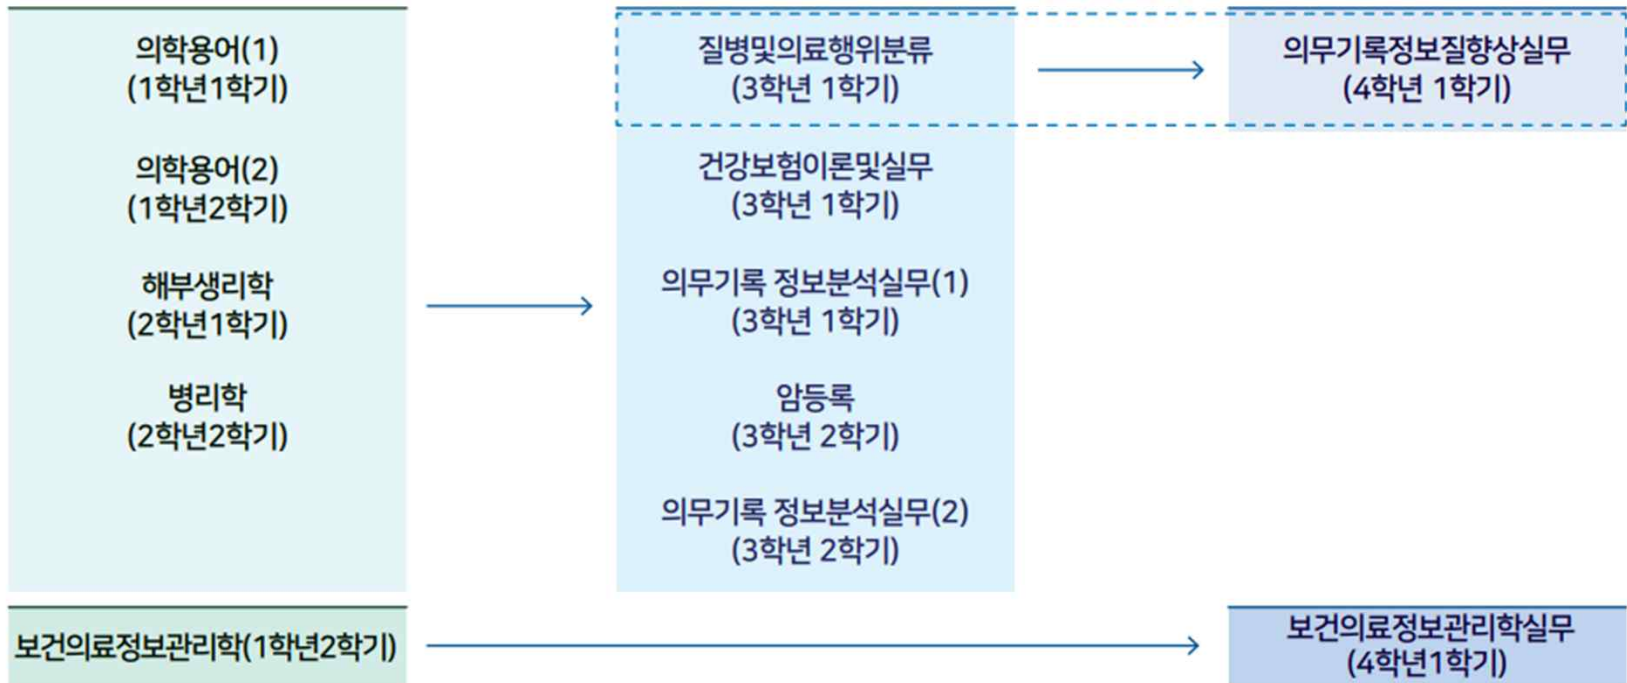 의학용어(1)
(1학년1학기)
의학용어(2)
(1학년2학기)
해부생리학
(2학년1학기)
병리학
(2학년2학기)
질병및의료행위분류
(3학년 1학기)
건강보험이론및실무
(3학년 1학기)
의무기록 정보분석실무(1)
(3학년 1학기)
암등록
(3학년 2학기)
의무기록 정보분석실무(2)
(3학년 2학기)
의무기록정보질향상실무
(4학년 1학기)
보건의료정보관리학(1학년2학기)
보건의료정보관리학실무
(4학년1학기)